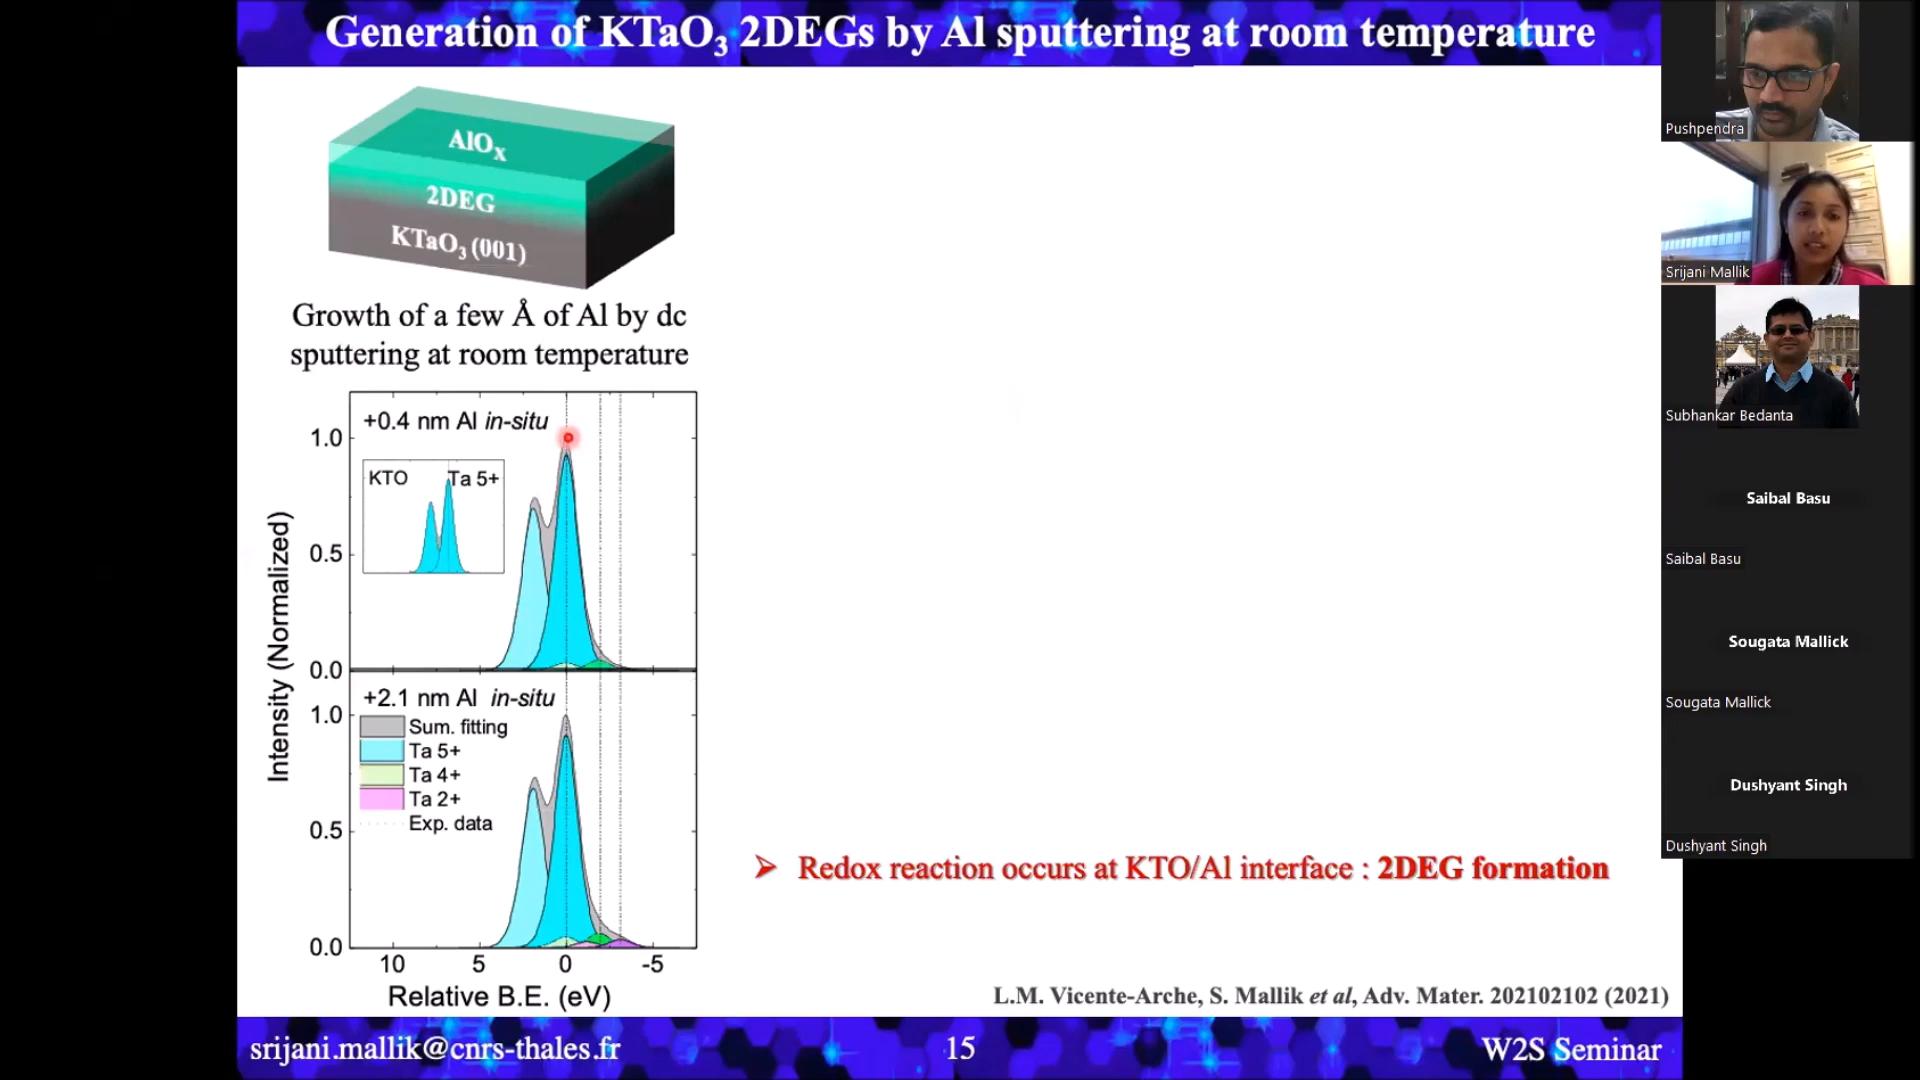 Generation of KTaO3 2DEGs by Al sputtering at room temperature
AlOx
2DEG
KTaO3 (001)
Growth of a few Å of Al by dc
sputtering at room temperature
+0.4 nm Al in-situ
KTO
Ta 5+
1.0
0.5
0.0
+2.1 nm Al in-situ
Sum. fitting
Ta 5+
Ta 4+
Ta 2+
Exp. data
1.0
0.5
0.0
10
5
0
-5
Relative B.E. (eV)
Intensity (Normalized)
➢ Redox reaction occurs at KTO/Al interface : 2DEG formation
L.M. Vicente-Arche, S. Mallik et al, Adv. Mater. 202102102 (2021)
srijani.mallik@cnrs-thales.fr
15
W2S Seminar
Pushpendra
Srijani Mallik
Subhankar Bedanta
Saibal Basu
Saibal Basu
Sougata Mallick
Sougata Mallick
Dushyant Singh
Dushyant Singh